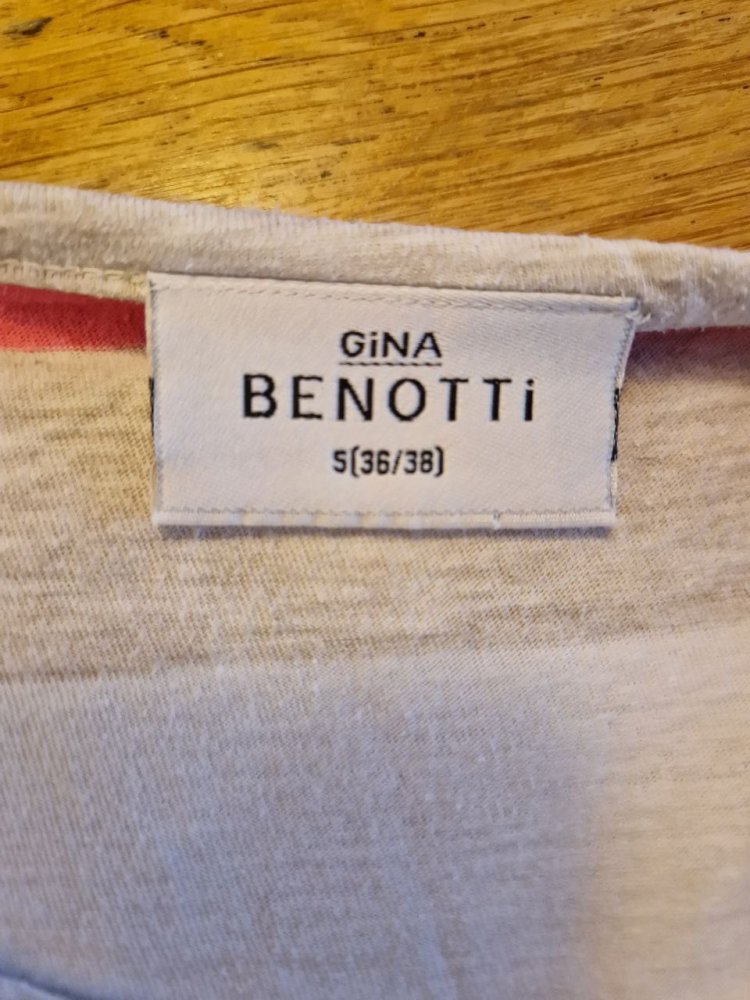 GiNA
BENOTTi
S(36/38)